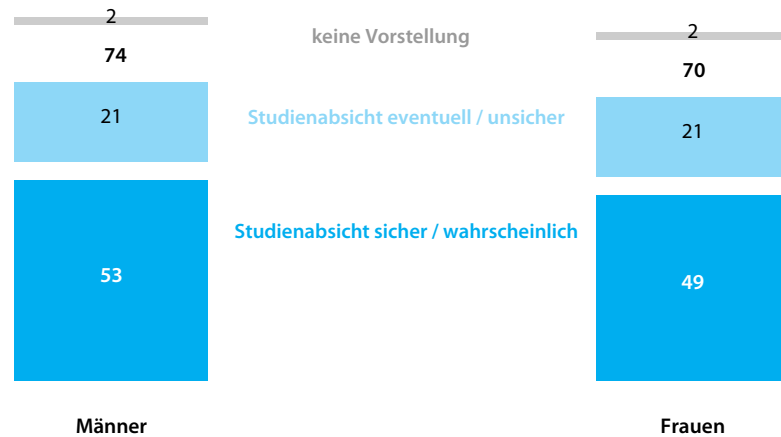 2
keine Vorstellung
2
74
70
21
Studienabsicht eventuell / unsicher
21
Studienabsicht sicher / wahrscheinlich
53
49
Männer
Frauen